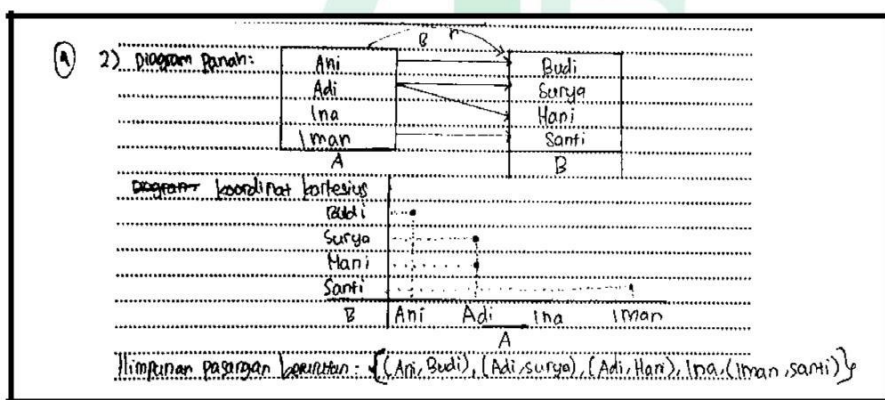 B n
a 2) Diagram Panah: Ani Budi
Adi Surya
Ina Hani
Iman Santi
A B
Diagram koordinat kartesius
Budi
Surya
Hani
Santi
B Ani Adi Ina Iman
A
Himpunan pasangan berurutan: {(Ani, Budi), (Adi, surya), (Adi, Hani), Ina, (Iman, santi)}